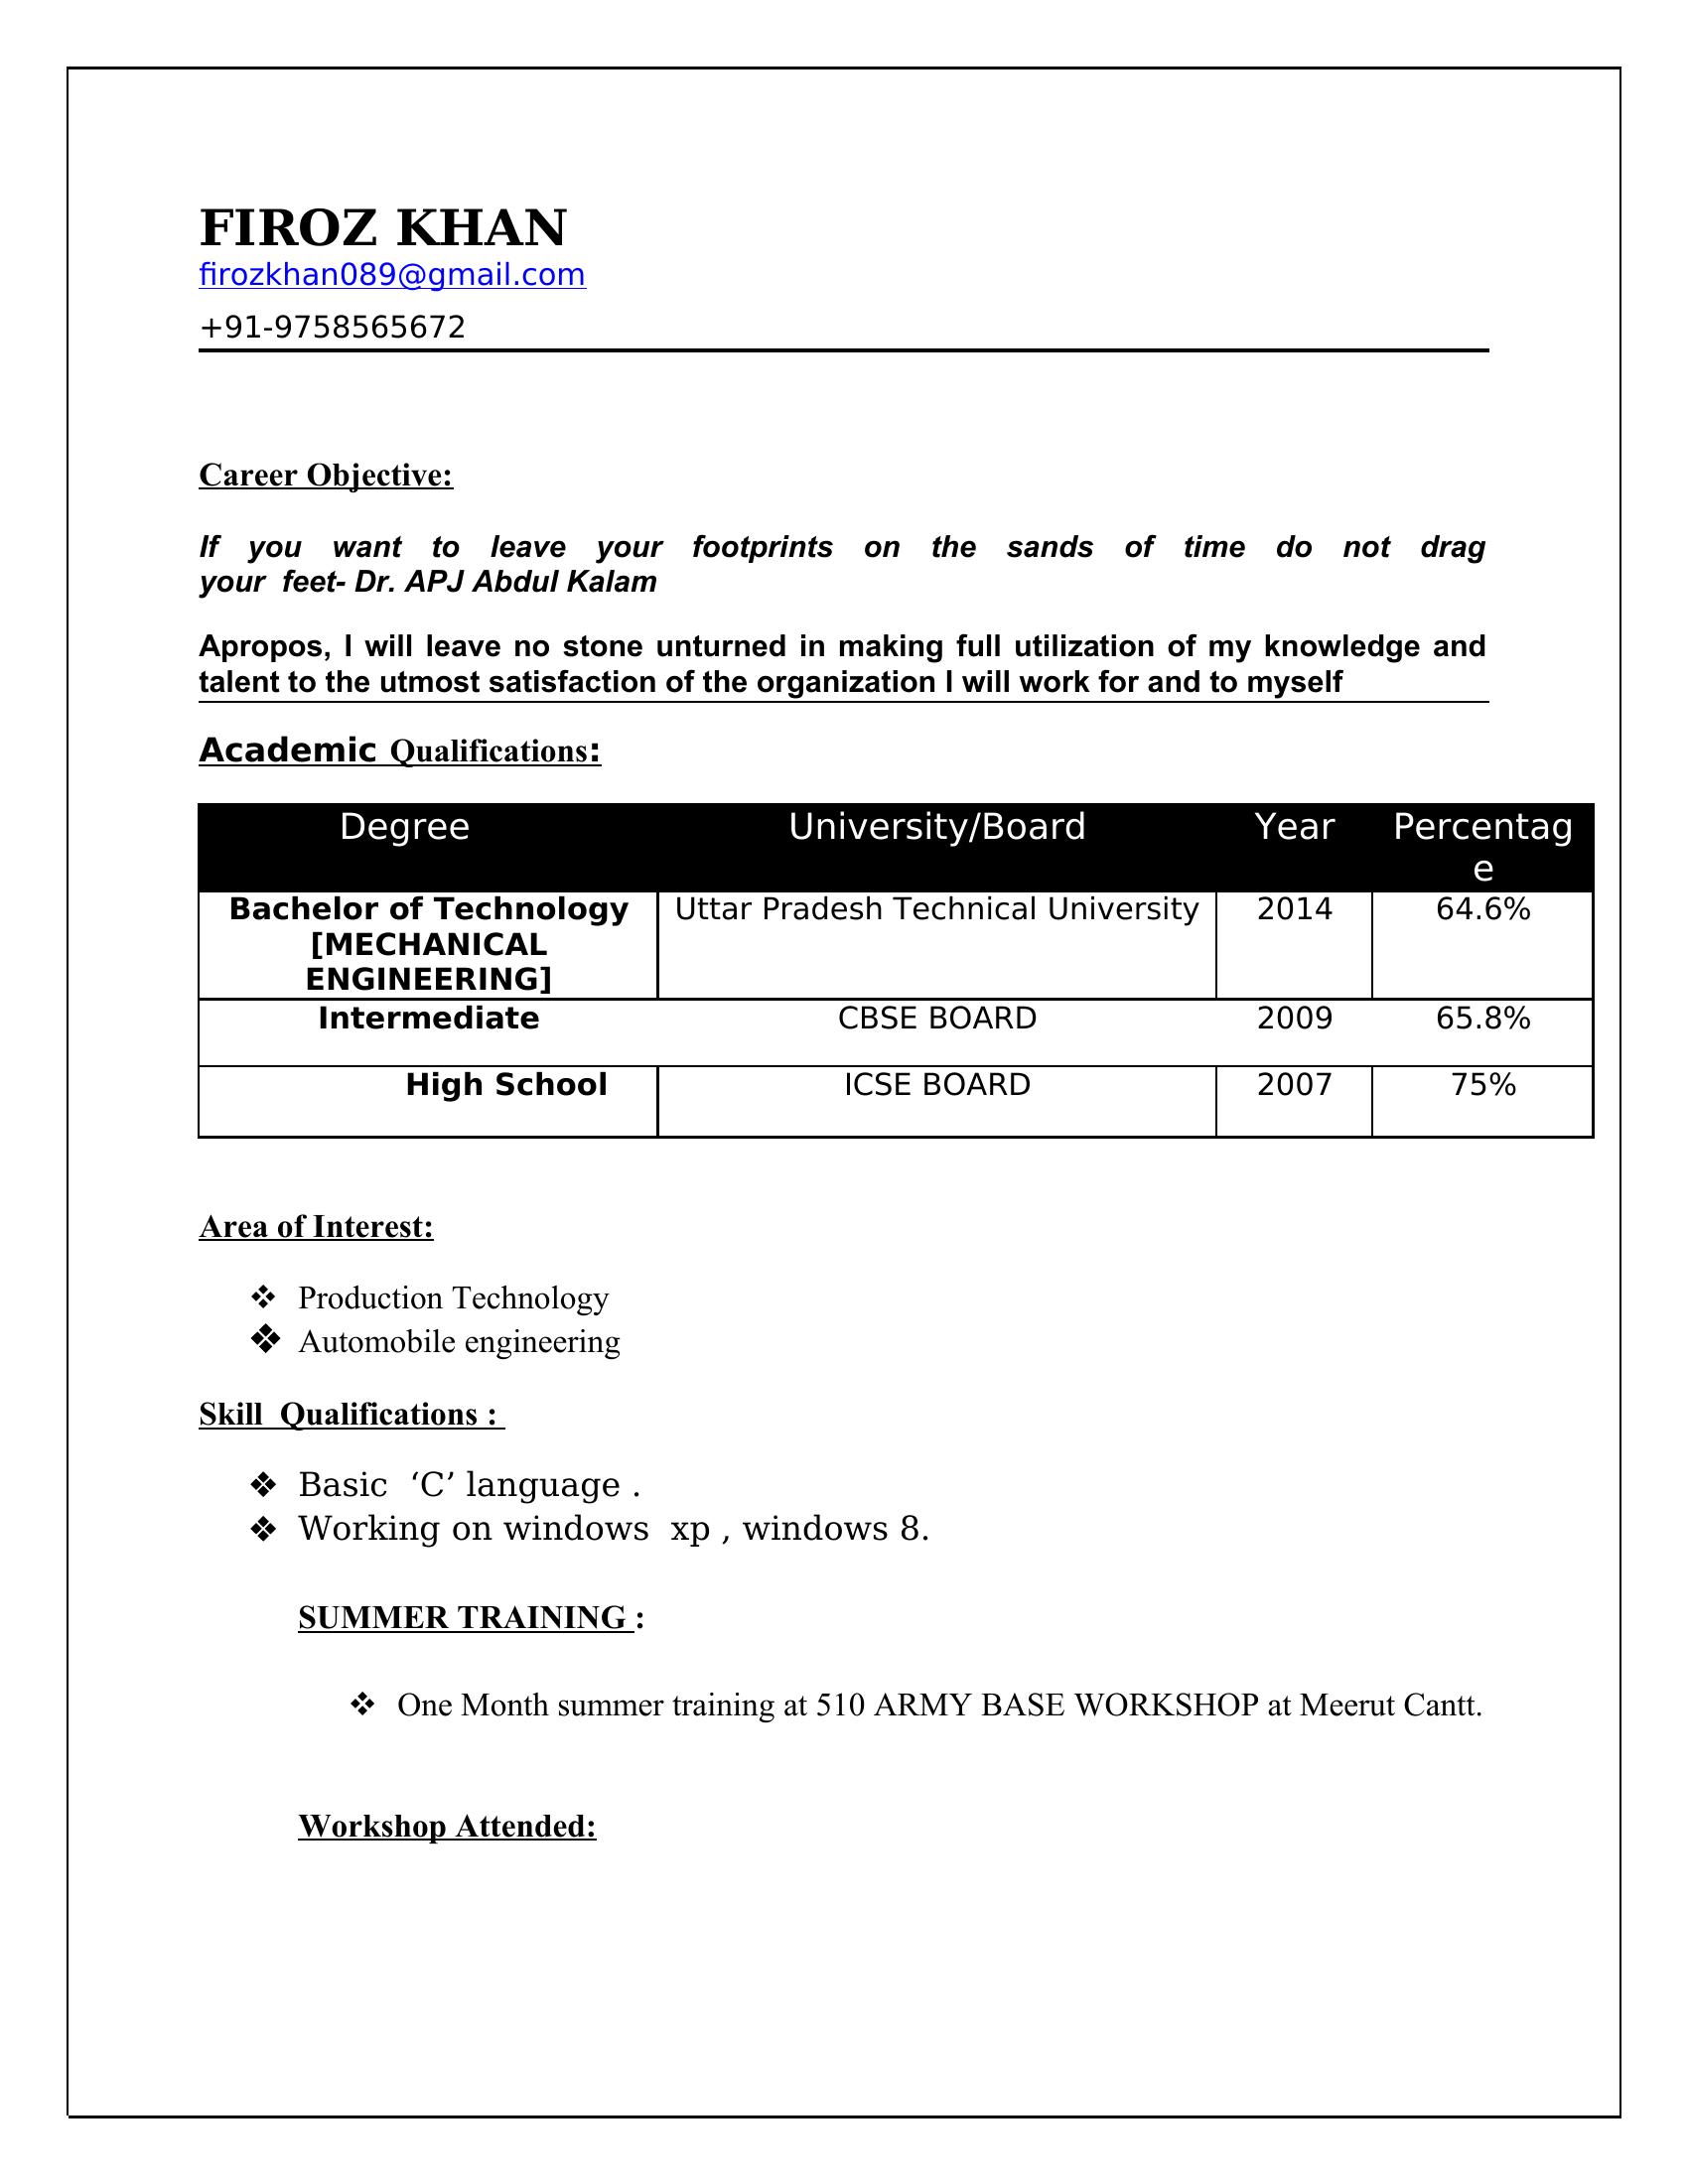 FIROZ KHAN
firozkhan089@gmail.com
+91-9758565672
Career Objective:
If you want to leave your footprints on the sands of time do not drag
your feet- Dr. APJ Abdul Kalam
Apropos, I will leave no stone unturned in making full utilization of my knowledge and
talent to the utmost satisfaction of the organization I will work for and to myself
Academic Qualifications:
Degree University/Board Year Percentag
e
Bachelor of Technology Uttar Pradesh Technical University 2014 64.6%
[MECHANICAL
ENGINEERING]
Intermediate CBSE BOARD 2009 65.8%
High School ICSE BOARD 2007 75%
Area of Interest:
❖ Production Technology
❖ Automobile engineering
Skill Qualifications :
❖ Basic ‘C’ language .
❖ Working on windows xp , windows 8.
SUMMER TRAINING :
❖ One Month summer training at 510 ARMY BASE WORKSHOP at Meerut Cantt.
Workshop Attended: